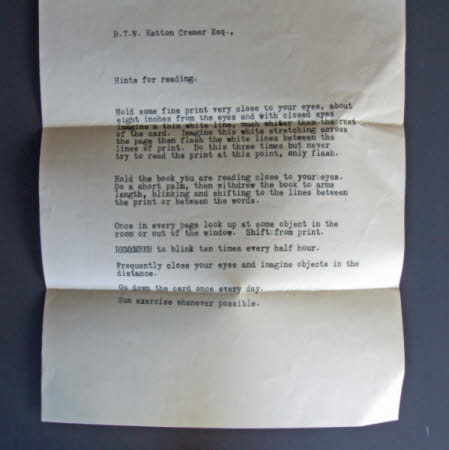 R.T.W. Ketton Cremer Esq.,
Hints for reading.
Hold some fine print very close to your eyes, about
eight inches from the eyes and with closed eyes
imagine a thin white line, much whiter than the rest
of the card. Imagine this white stretching across
the page then flash the white lines between the
lines of print. Do this three times but never
try to read the print at this point, only flash.
Hold the book you are reading close to your eyes.
Do a short palm, then withdraw the book to arms
length, blinking and shifting to the lines between
the print or between the words.
Once in every page look up at some object in the
room or out of the window. Shift from print.
REMEMBER to blink ten times every half hour.
Frequently close your eyes and imagine objects in the
distance.
Go down the card once every day.
Sun exercise whenever possible.